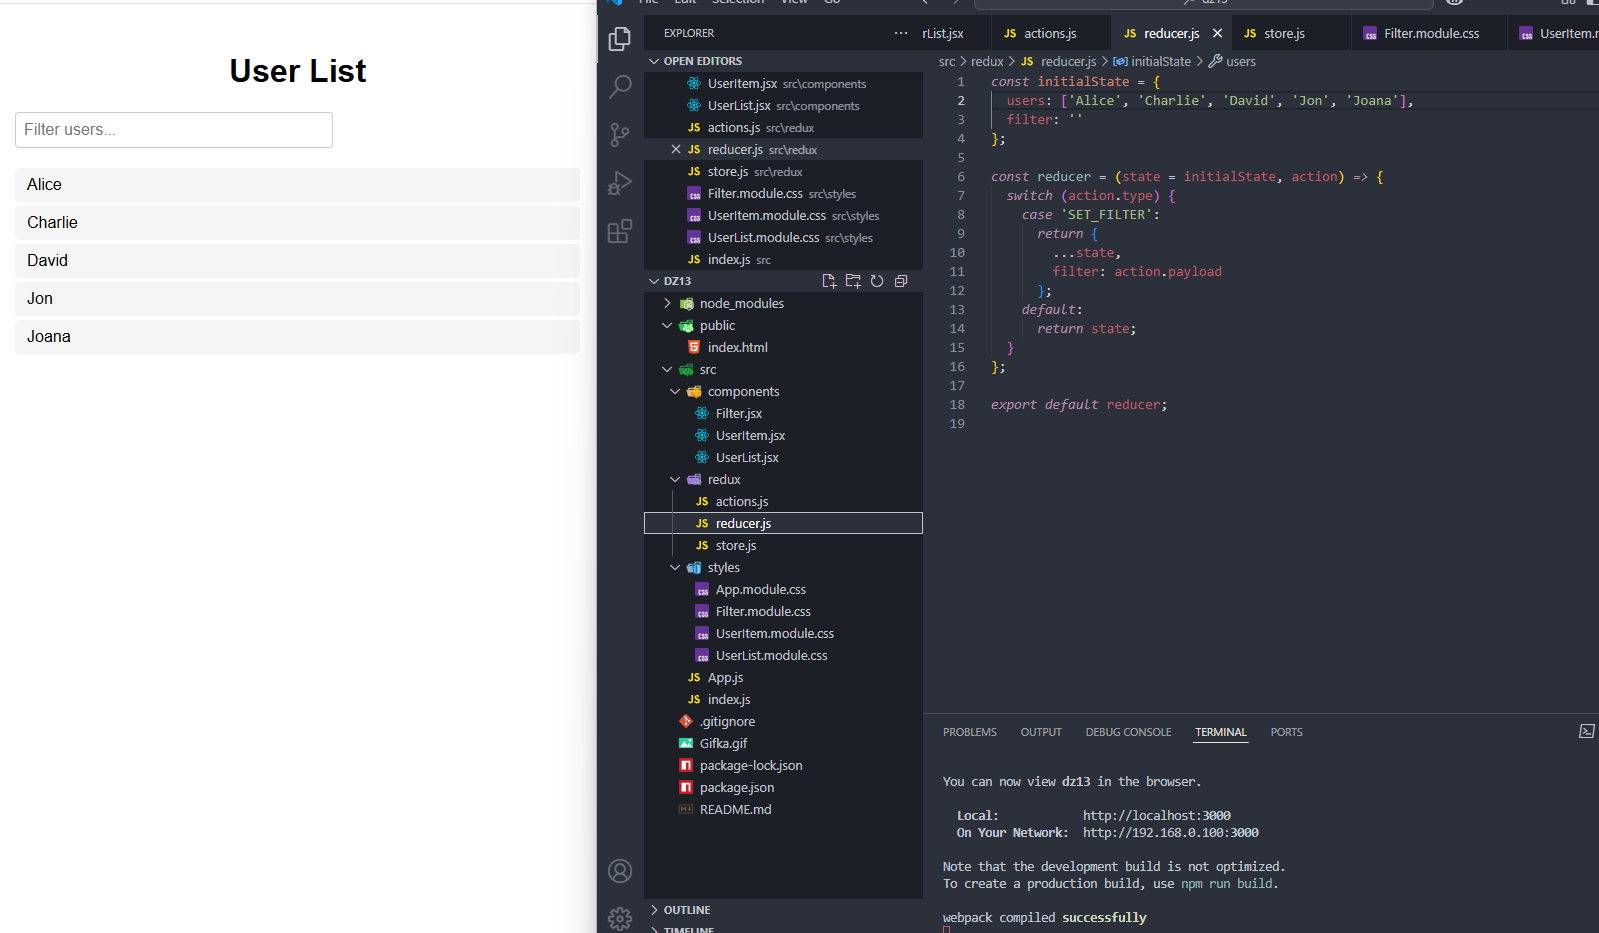 User List
Filter users...
Alice
Charlie
David
Jon
Joana
File Edit Selection View Go
dz13
EXPLORER
OPEN EDITORS
UserItem.jsx src\components
UserList.jsx src\components
JS actions.js src\redux
JS reducer.js src\redux
JS store.js src\redux
Filter.module.css src\styles
UserItem.module.css src\styles
UserList.module.css src\styles
JS index.js src
DZ13
node_modules
public
index.html
src
components
Filter.jsx
UserItem.jsx
UserList.jsx
redux
JS actions.js
JS reducer.js
JS store.js
styles
App.module.css
Filter.module.css
UserItem.module.css
UserList.module.css
JS App.js
JS index.js
.gitignore
Gifka.gif
package-lock.json
package.json
README.md
OUTLINE
TIMELINE
rList.jsx JS actions.js JS reducer.js JS store.js Filter.module.css UserItem.
src > redux > JS reducer.js > initialState > users
1 const initialState = {
2 users: ['Alice', 'Charlie', 'David', 'Jon', 'Joana'],
3 filter: ''
4 };
5
6 const reducer = (state = initialState, action) => {
7 switch (action.type) {
8 case 'SET_FILTER':
9 return {
10 ...state,
11 filter: action.payload
12 };
13 default:
14 return state;
15 }
16 };
17
18 export default reducer;
19
PROBLEMS OUTPUT DEBUG CONSOLE TERMINAL PORTS
You can now view dz13 in the browser.
Local: http://localhost:3000
On Your Network: http://192.168.0.100:3000
Note that the development build is not optimized.
To create a production build, use npm run build.
webpack compiled successfully